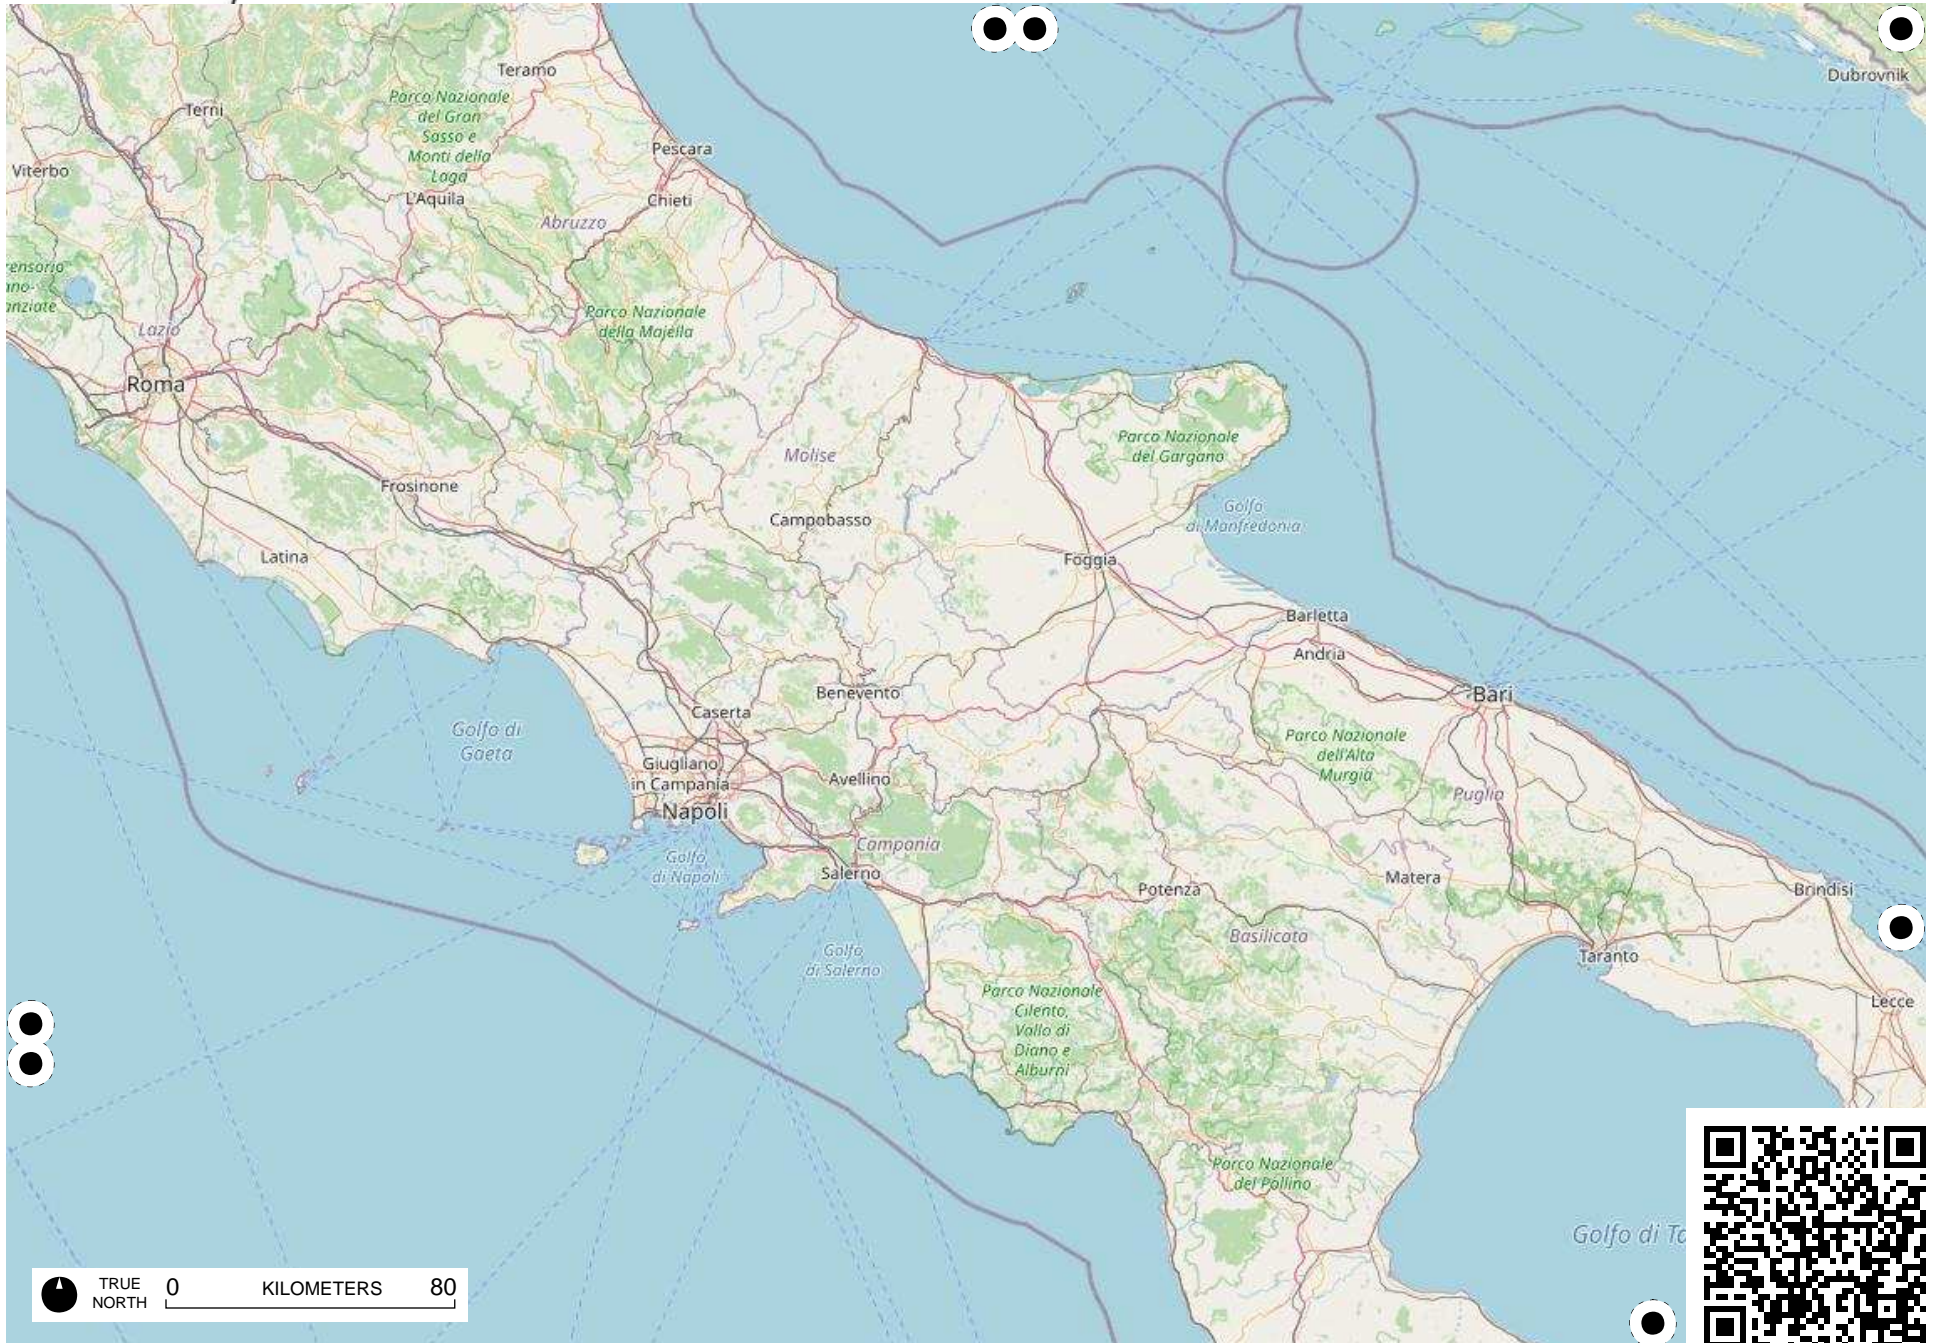 Teramo
Dubrovnik
Parco Nazionale
del Gran
Sasso e
Monti della
Laga
Terni
Pescara
Viterbo
L'Aquila
Chieti
Abruzzo
Parco Nazionale
della Majella
Lazio
Roma
Parco Nazionale
del Gargano
Molise
Frosinone
Golfo
di Manfredonia
Campobasso
Latina
Foggia
Barletta
Andria
Benevento
Bari
Caserta
Golfo di
Gaeta
Parco Nazionale
dell'Alta
Murgia
Giugliano
in Campania
Avellino
Puglia
Napoli
Campania
Golfo
di Napoli
Salerno
Matera
Potenza
Brindisi
Basilicata
Golfo
di Salerno
Taranto
Parco Nazionale
Cilento,
Vallo di
Diano e
Alburni
Lecce
Parco Nazionale
del Pollino
Golfo di
TRUE
NORTH
0 KILOMETERS 80